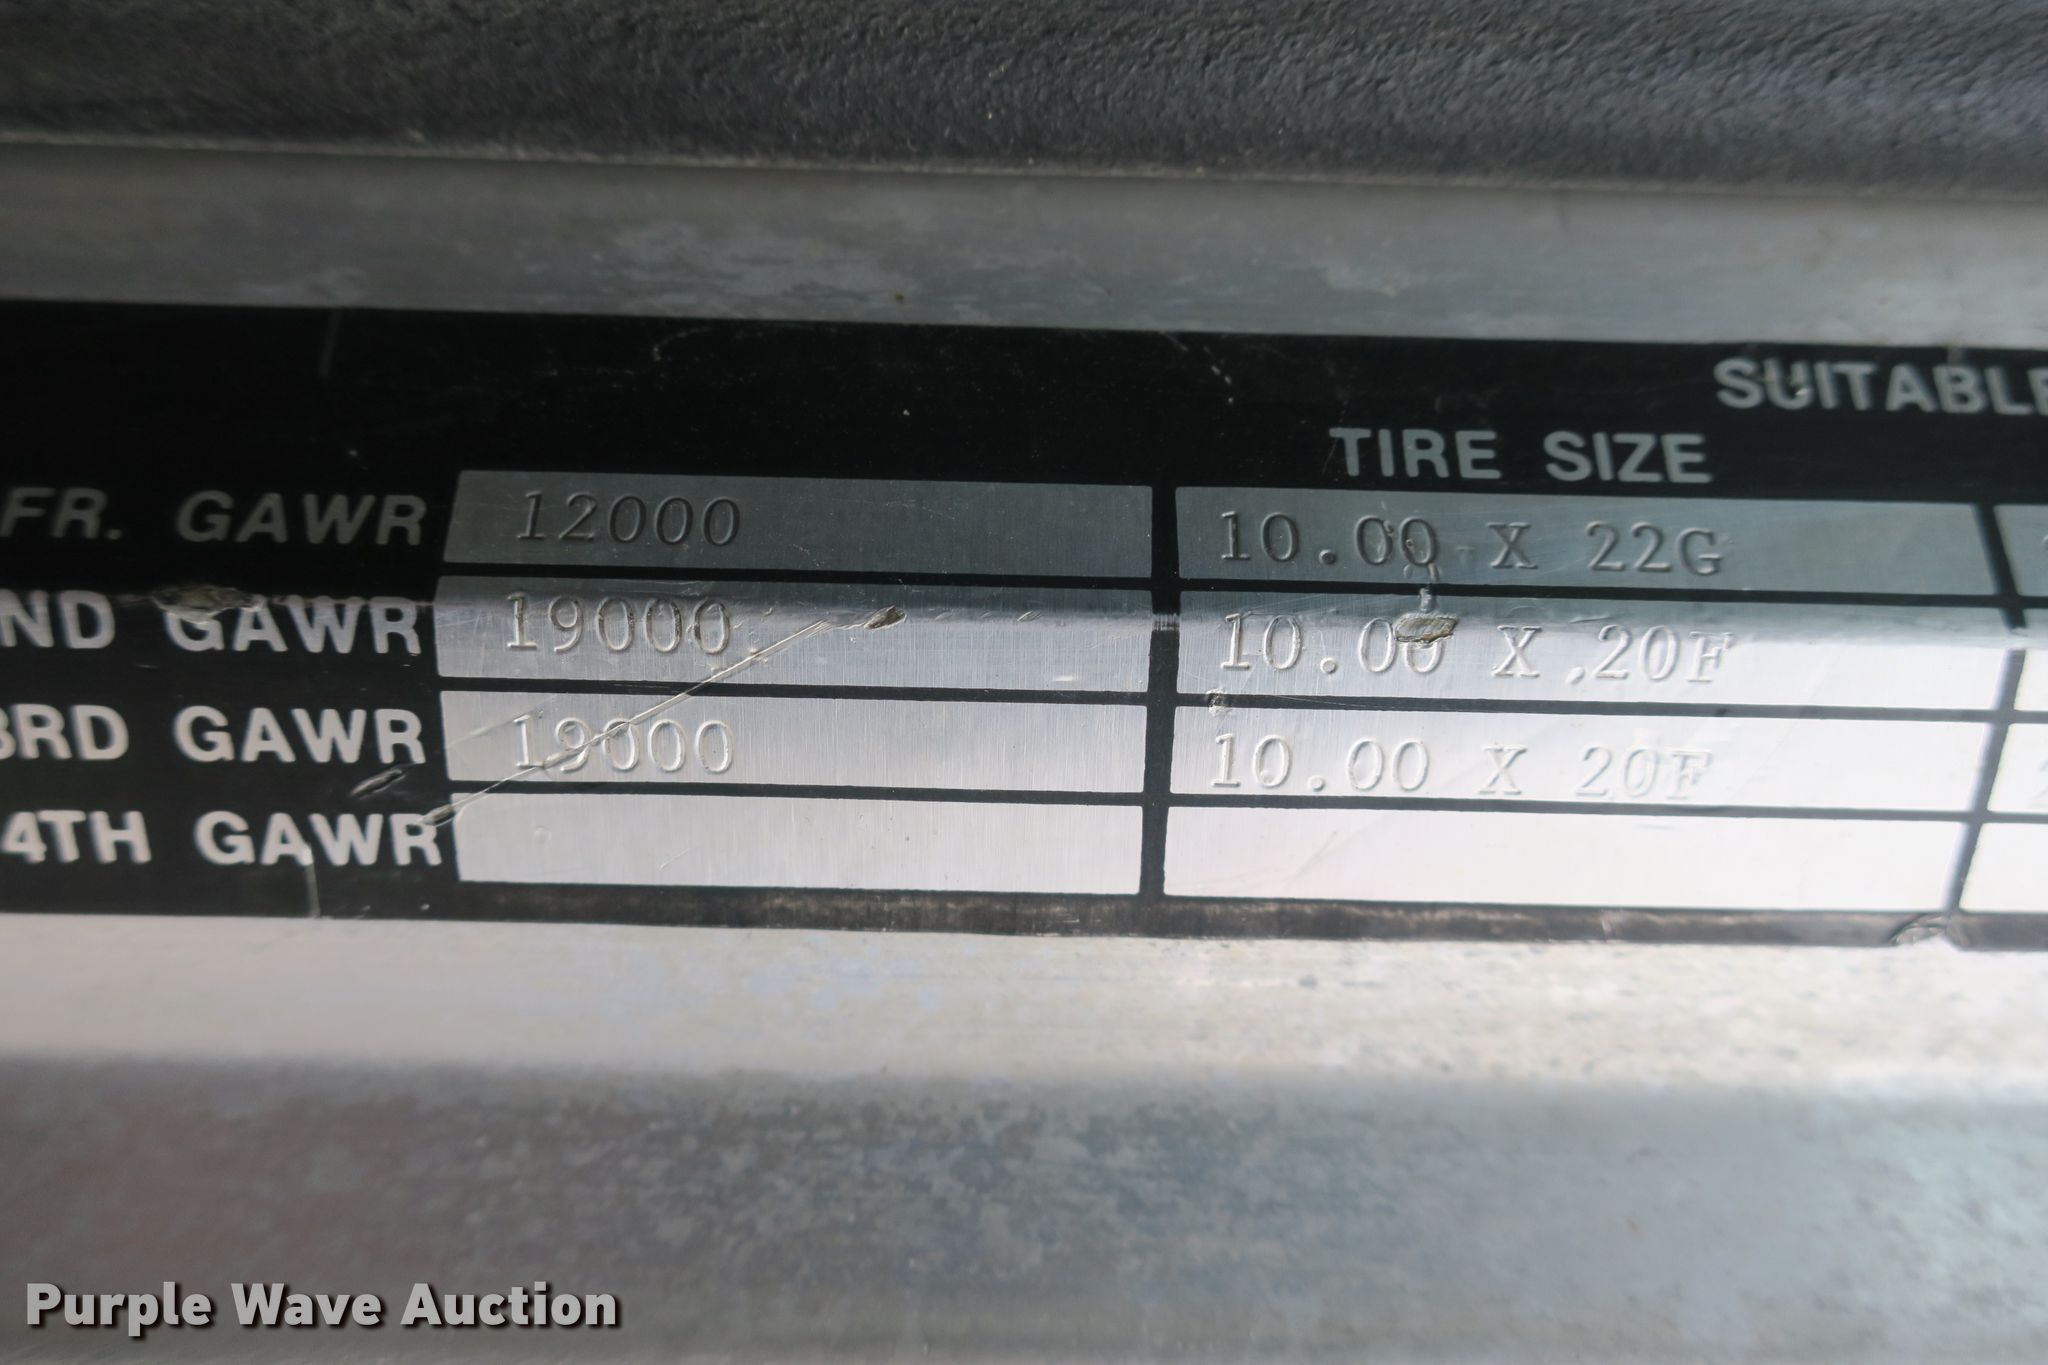 SUITABLE
TIRE SIZE
FR. GAWR 12000 10.00 X 22G
ND GAWR 19000 10.00 X 20F
3RD GAWR 19000 10.00 X 20F
4TH GAWR
Purple Wave Auction